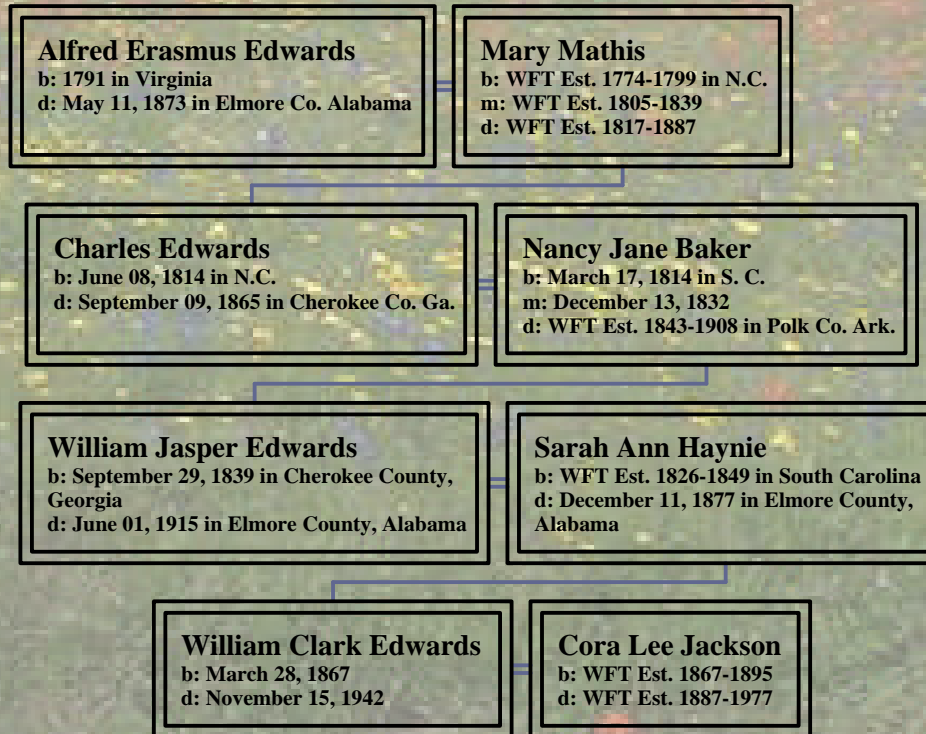 Alfred Erasmus Edwards
b: 1791 in Virginia
d: May 11, 1873 in Elmore Co. Alabama
Mary Mathis
b: WFT Est. 1774-1799 in N.C.
m: WFT Est. 1805-1839
d: WFT Est. 1817-1887
Charles Edwards
b: June 08, 1814 in N.C.
d: September 09, 1865 in Cherokee Co. Ga.
Nancy Jane Baker
b: March 17, 1814 in S. C.
m: December 13, 1832
d: WFT Est. 1843-1908 in Polk Co. Ark.
William Jasper Edwards
b: September 29, 1839 in Cherokee County,
Georgia
d: June 01, 1915 in Elmore County, Alabama
Sarah Ann Haynie
b: WFT Est. 1826-1849 in South Carolina
d: December 11, 1877 in Elmore County,
Alabama
William Clark Edwards
b: March 28, 1867
d: November 15, 1942
Cora Lee Jackson
b: WFT Est. 1867-1895
d: WFT Est. 1887-1977